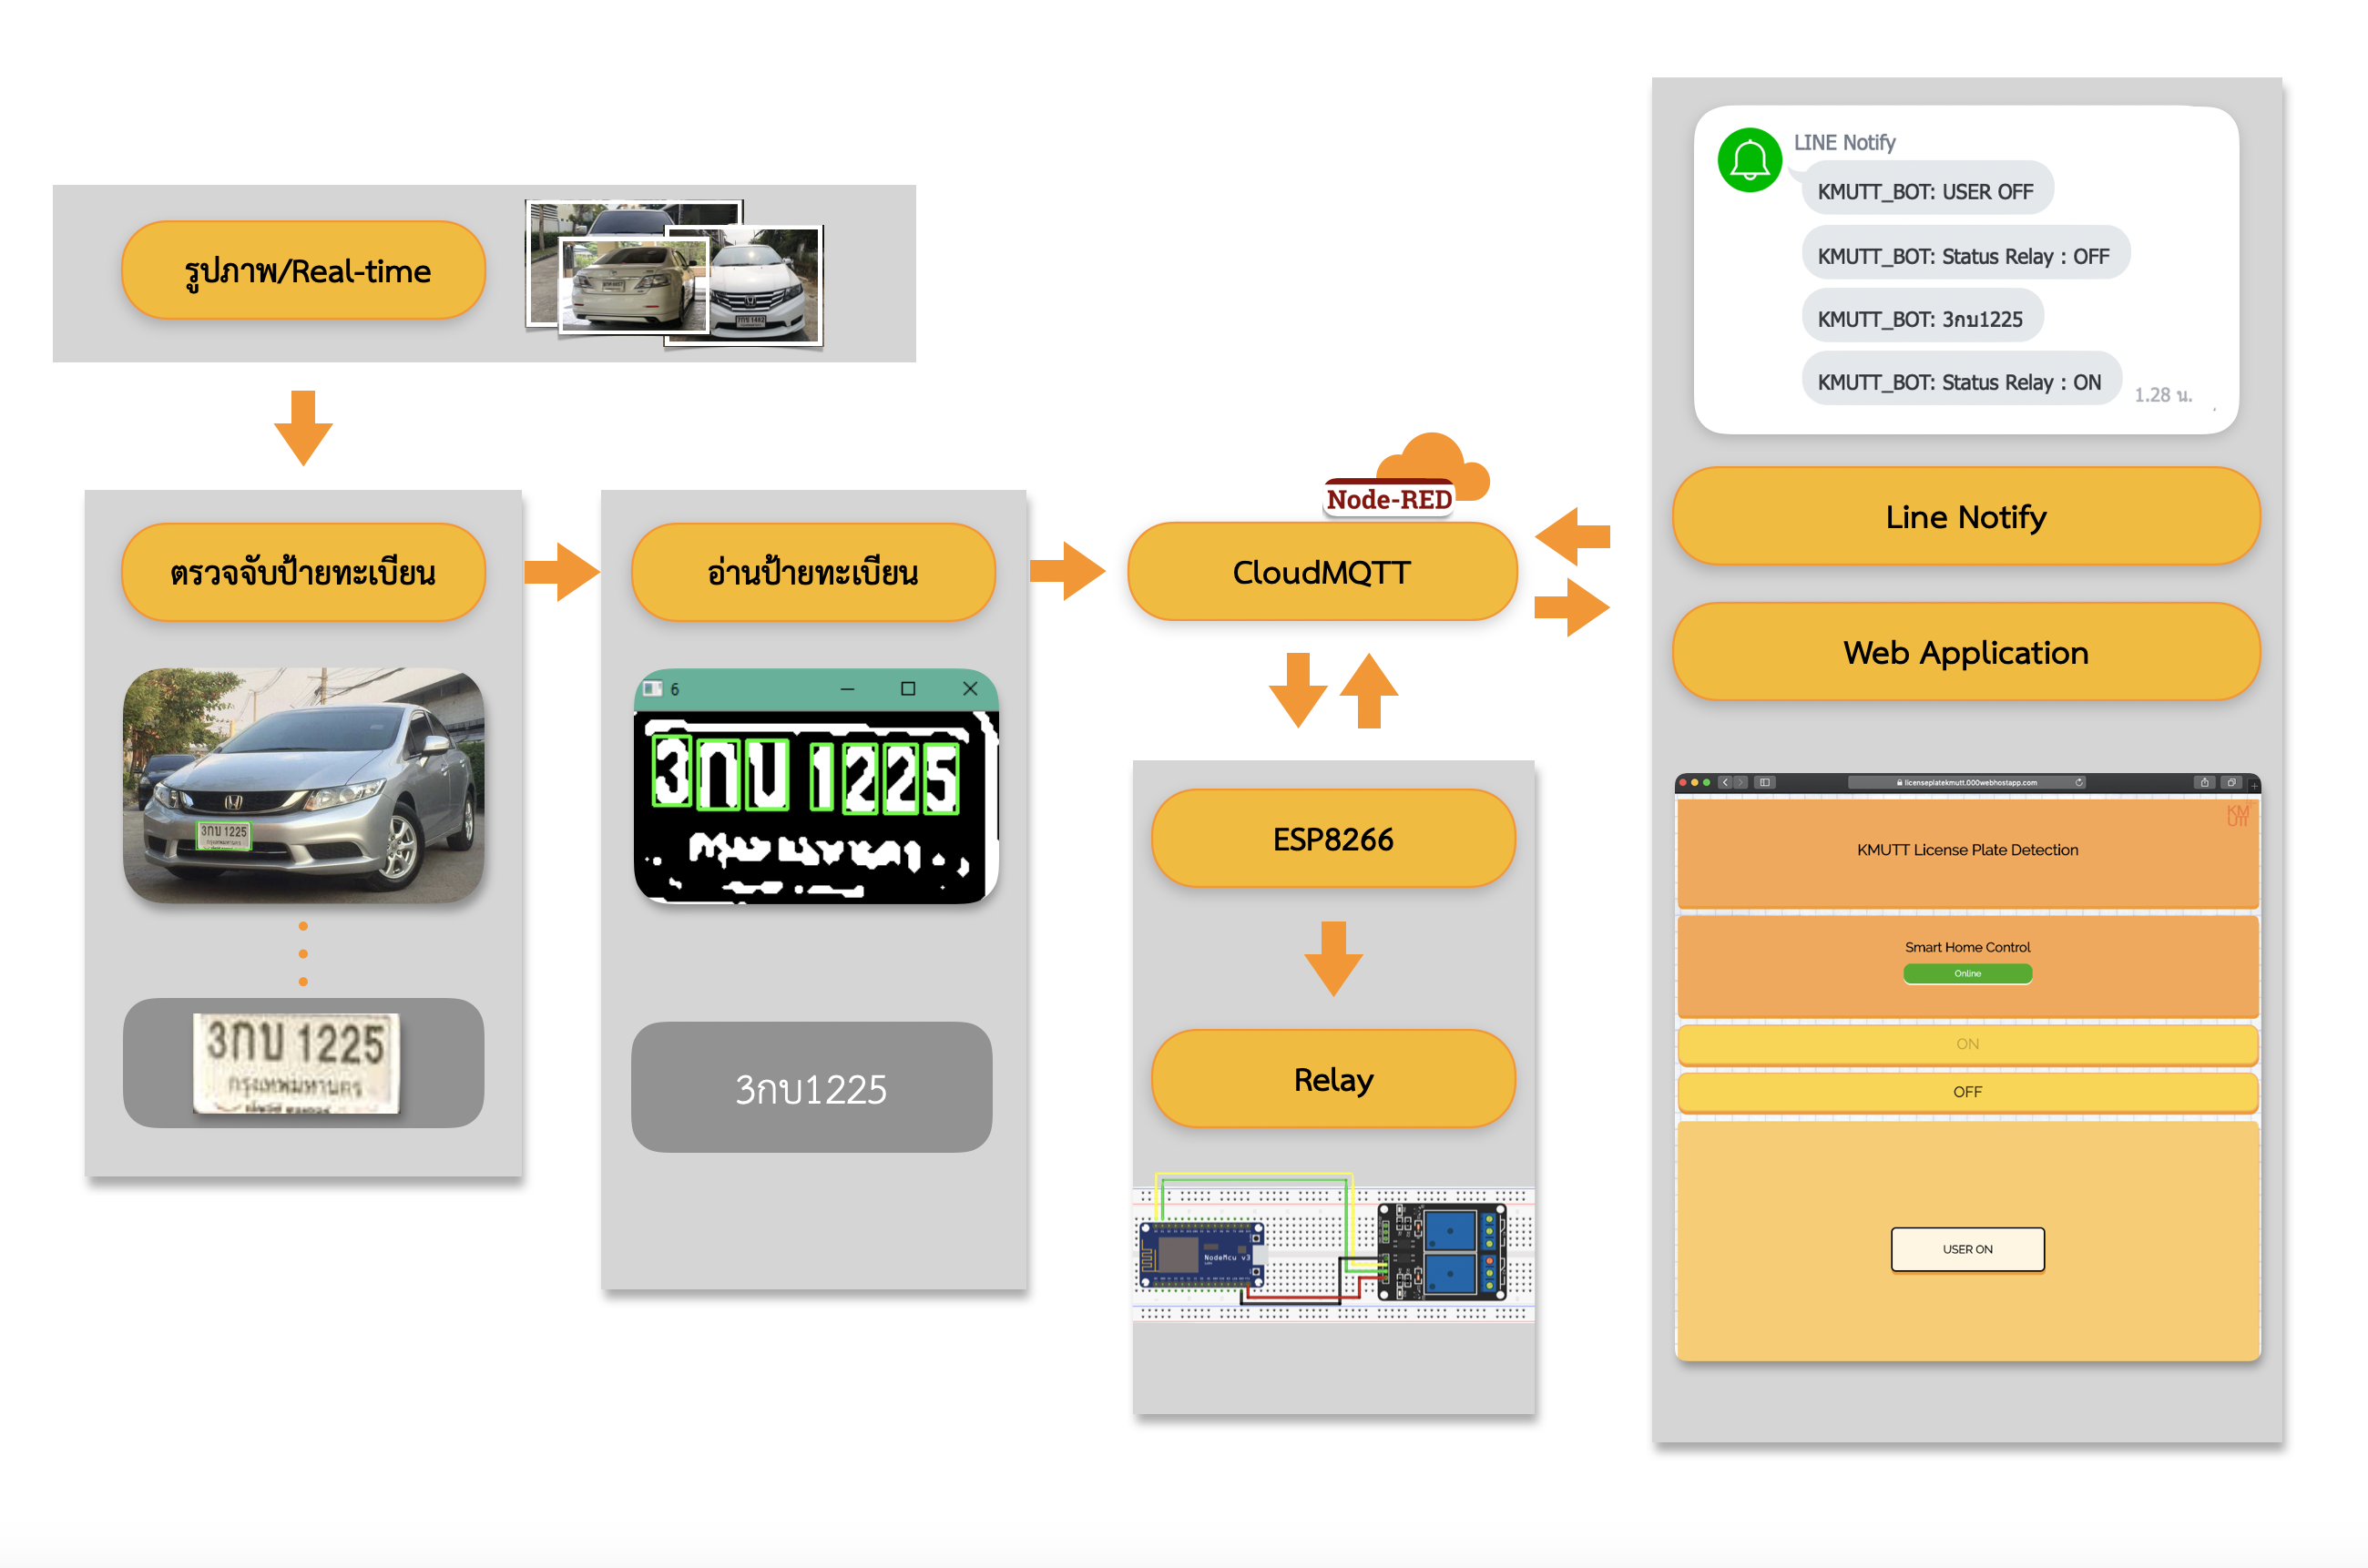 รูปภาพ/Real-time
ตรวจจับป้ายทะเบียน
3กบ 1225
3กบ 1225
กรุงเทพมหานคร
อ่านป้ายทะเบียน
6
3กบ 1225
3กบ1225
Node-RED
CloudMQTT
ESP8266
Relay
NodeMcu v3
LINE Notify
KMUTT_BOT: USER OFF
KMUTT_BOT: Status Relay : OFF
KMUTT_BOT: 3กบ1225
KMUTT_BOT: Status Relay : ON
1.28 น.
Line Notify
Web Application
licenseplatekmutt.000webhostapp.com
KMUTT
KMUTT License Plate Detection
Smart Home Control
Online
ON
OFF
USER ON